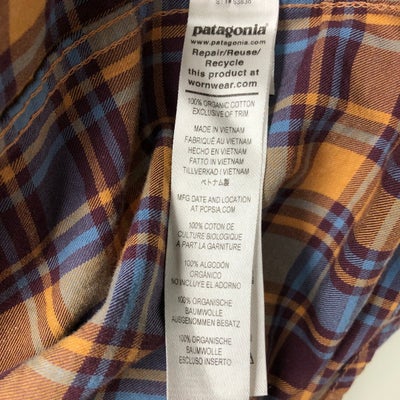 patagonia
www.patagonia.com
Repair/Reuse/
Recycle
this product at
wornwear.com
100% ORGANIC COTTON
EXCLUSIVE OF TRIM
MADE IN VIETNAM
FABRIQUÉ AU VIETNAM
HECHO EN VIETNAM
FATTO IN VIETNAM
TILLVERKAD I VIETNAM
ベトナム製
MFG DATE AND LOCATION
AT PCPSIA.COM
100% COTON DE
CULTURE BIOLOGIQUE
A PART LA GARNITURE
100% ALGODÓN
ORGÁNICO
NO INCLUYE EL ADORNO
100% ORGANISCHE
BAUMWOLLE
AUSGENOMMEN BESATZ
100% ORGANISCHE
BAUMWOLLE
ESCLUSO INSERTO